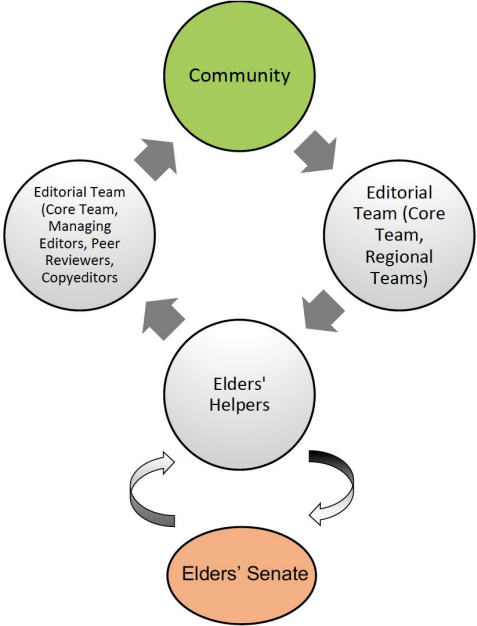 Community
Editorial Team
(Core Team,
Managing
Editors, Peer
Reviewers,
Copyeditors
Editorial
Team (Core
Team,
Regional
Teams)
Elders'
Helpers
Elders’ Senate